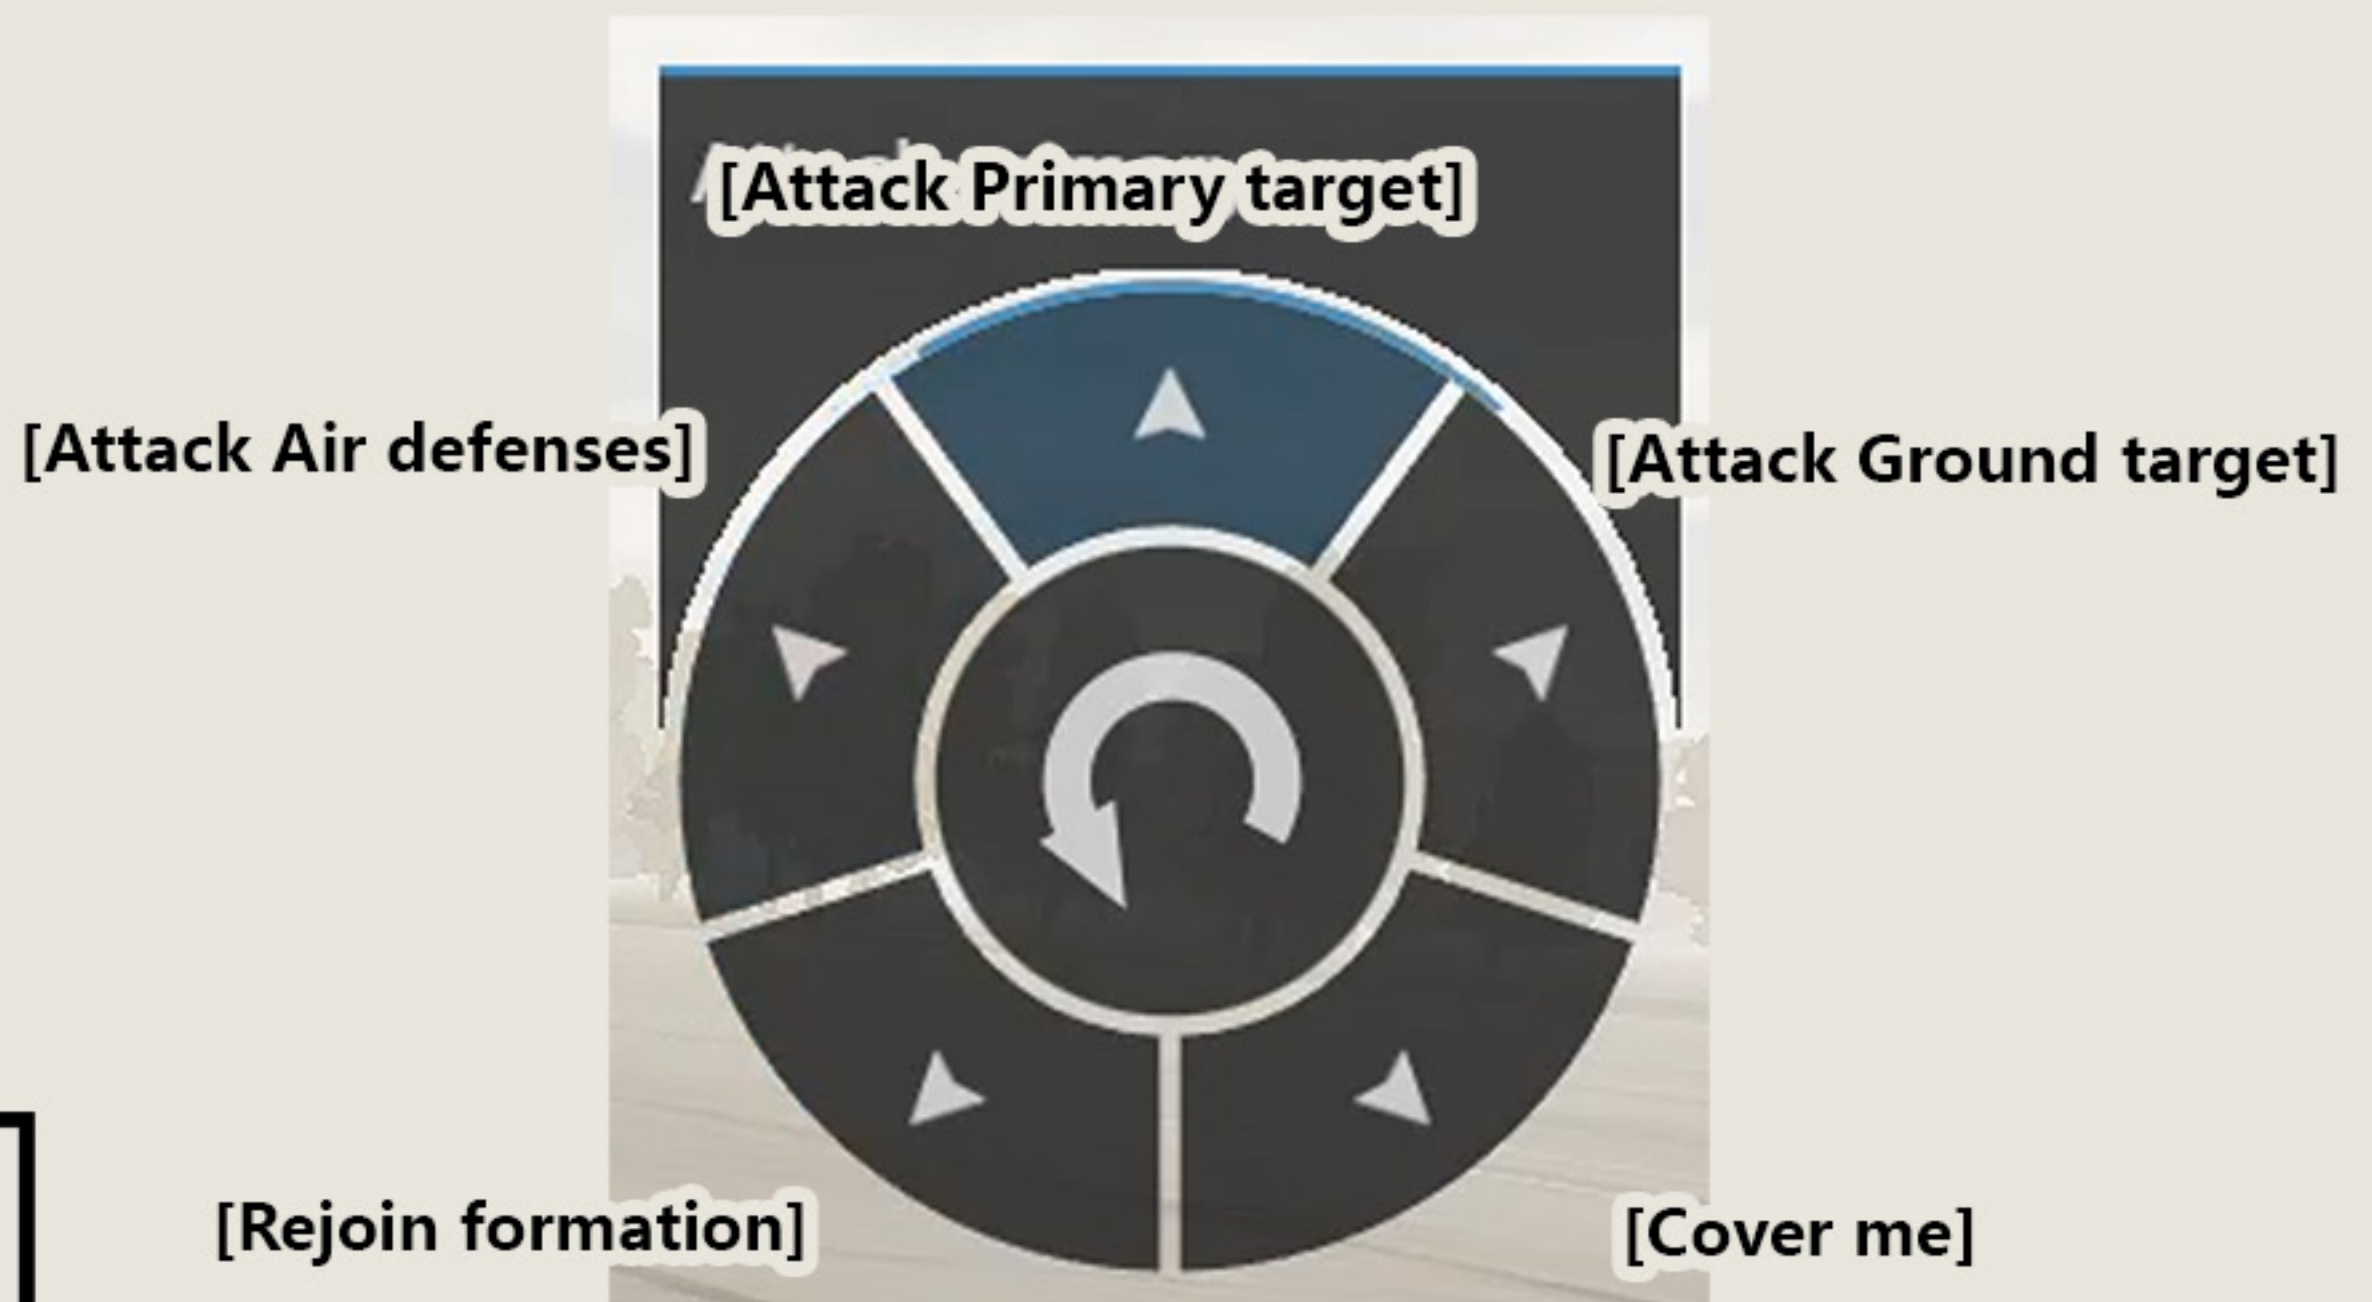 [Attack Primary target]
[Attack Air defenses]
[Attack Ground target]
[Rejoin formation]
[Cover me]